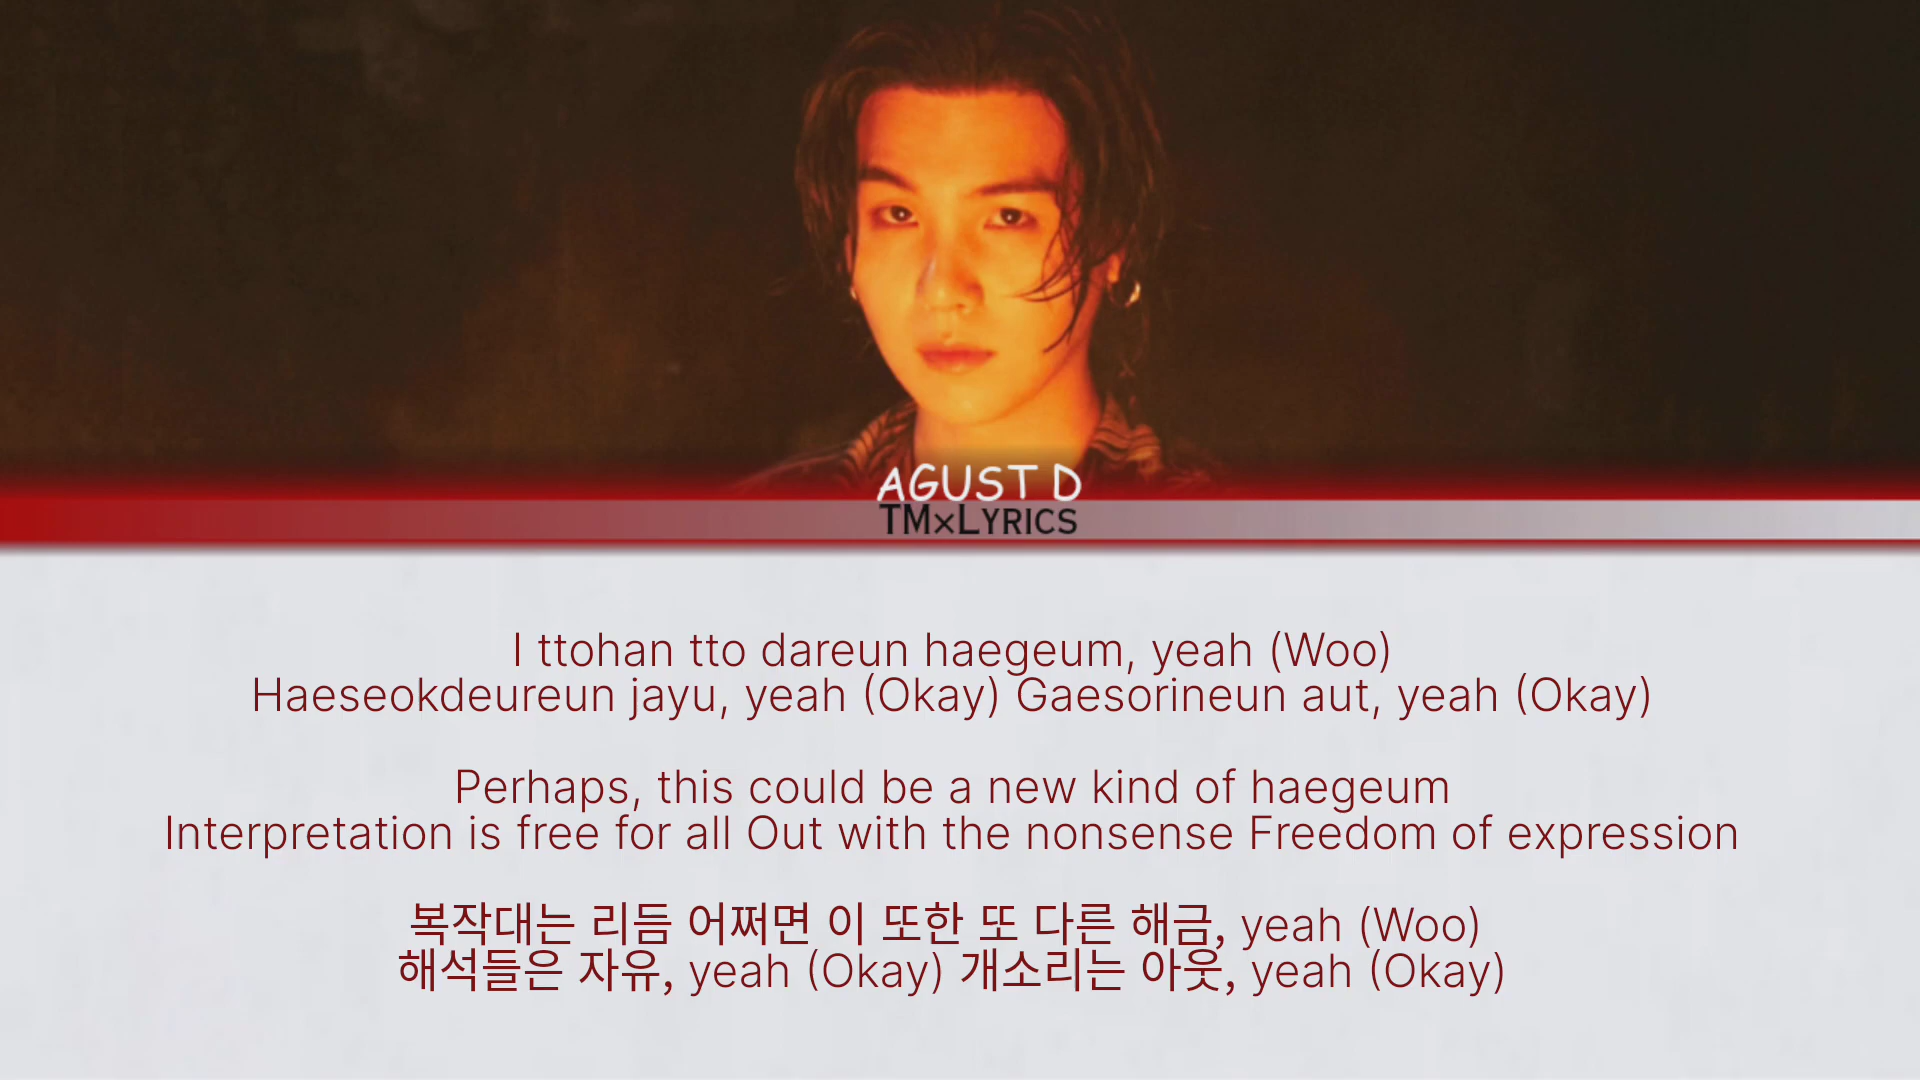 AGUST D
TMxLYRICS
I ttohan tto dareun haegeum, yeah (Woo)
Haeseokdeureun jayu, yeah (Okay) Gaesorineun aut, yeah (Okay)
Perhaps, this could be a new kind of haegeum
Interpretation is free for all Out with the nonsense Freedom of expression
복작대는 리듬 어쩌면 이 또한 또 다른 해금, yeah (Woo)
해석들은 자유, yeah (Okay) 개소리는 아웃, yeah (Okay)